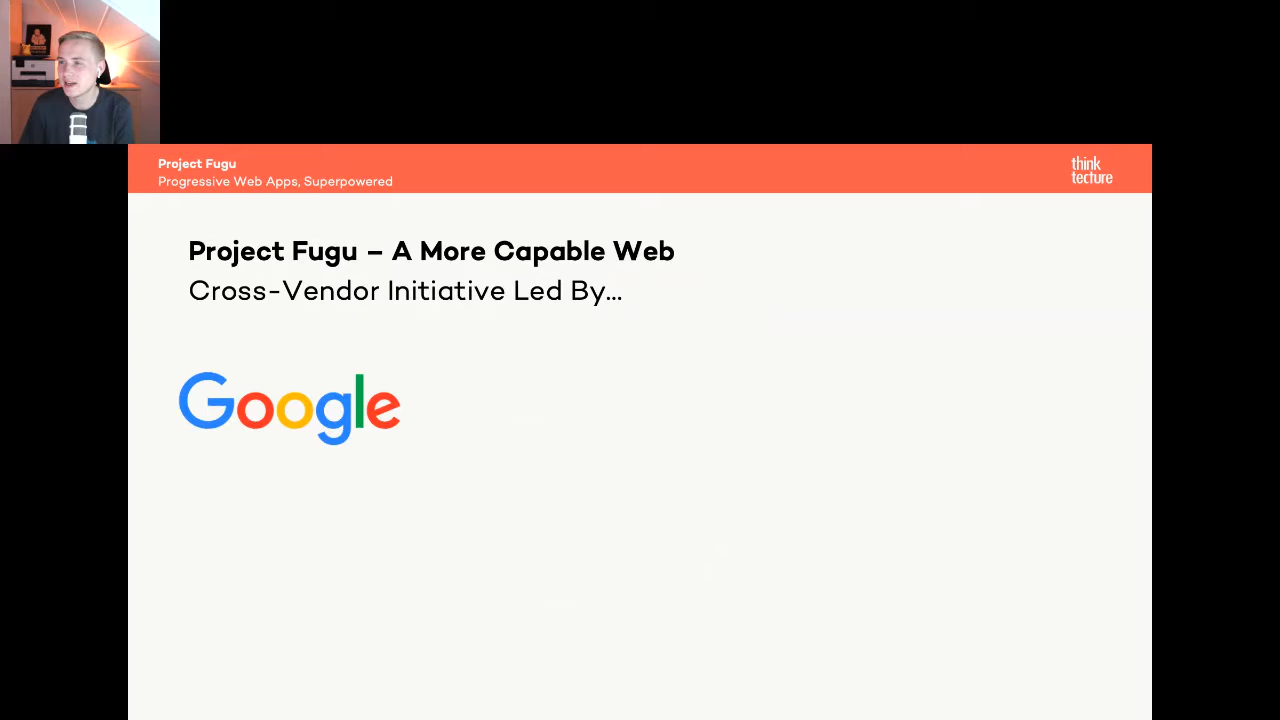 Project Fugu
Progressive Web Apps, Superpowered
think
tecture
Project Fugu – A More Capable Web
Cross-Vendor Initiative Led By...
Google